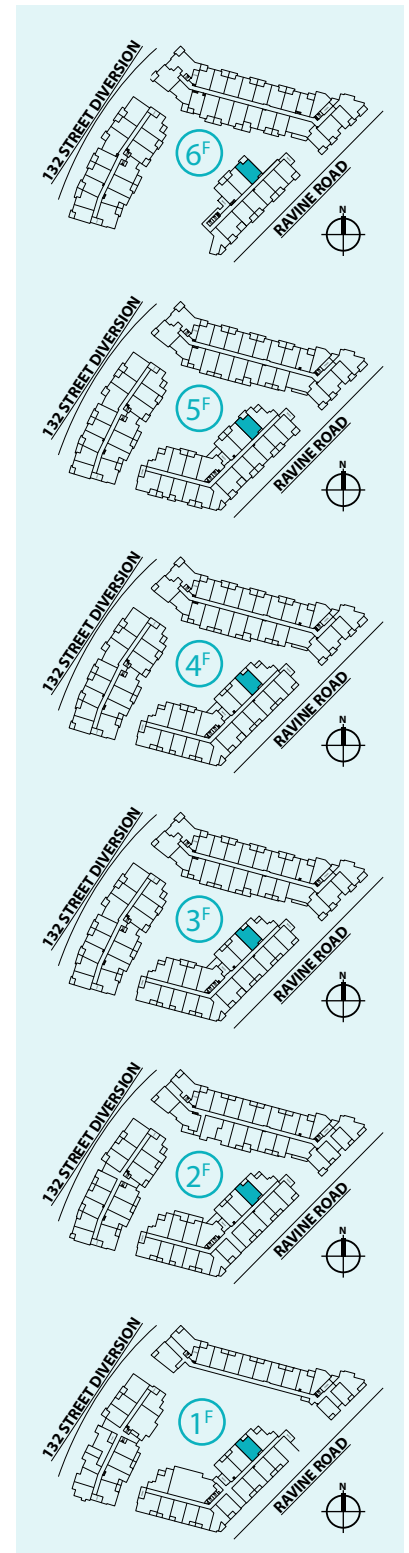 132 STREET DIVERSION
6F
RAVINE ROAD
N
132 STREET DIVERSION
5F
RAVINE ROAD
N
132 STREET DIVERSION
4F
RAVINE ROAD
N
132 STREET DIVERSION
3F
RAVINE ROAD
N
132 STREET DIVERSION
2F
RAVINE ROAD
N
132 STREET DIVERSION
1F
RAVINE ROAD
N